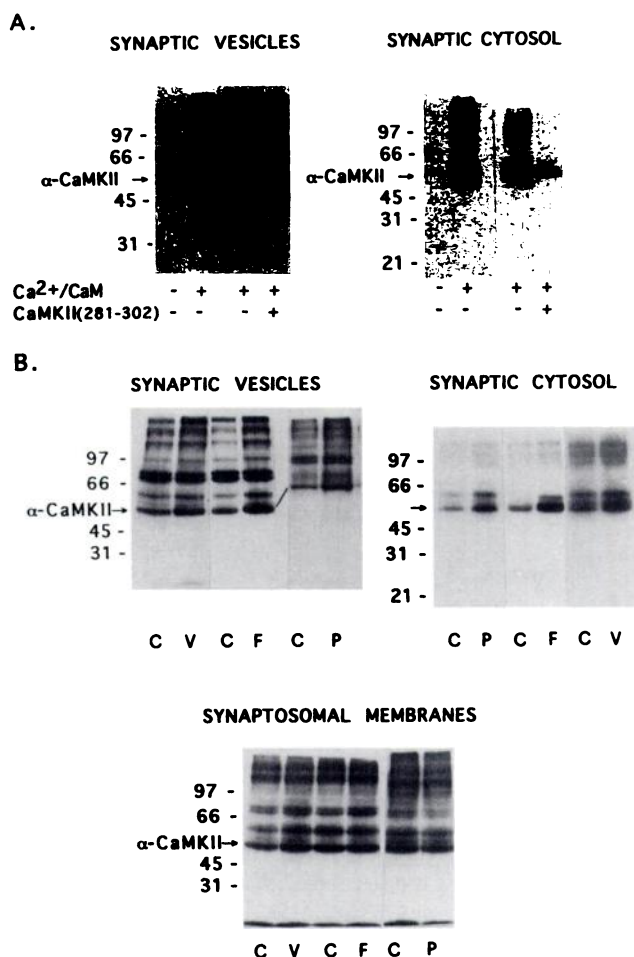 A.
SYNAPTIC VESICLES
97 -
66 -
α-CaMKII →
45 -
31 -
Ca2+/CaM - + + +
CaMKII(281-302) - - - +
SYNAPTIC CYTOSOL
97 -
66 -
α-CaMKII →
45 -
31 -
21 -
- + + +
- - - +
B.
SYNAPTIC VESICLES
97 -
66 -
α-CaMKII→
45 -
31 -
C V C F C P
SYNAPTIC CYTOSOL
97 -
66 -
→
45 -
31 -
21 -
C P C F C V
SYNAPTOSOMAL MEMBRANES
97 -
66 -
α-CaMKII→
45 -
31 -
C V C F C P